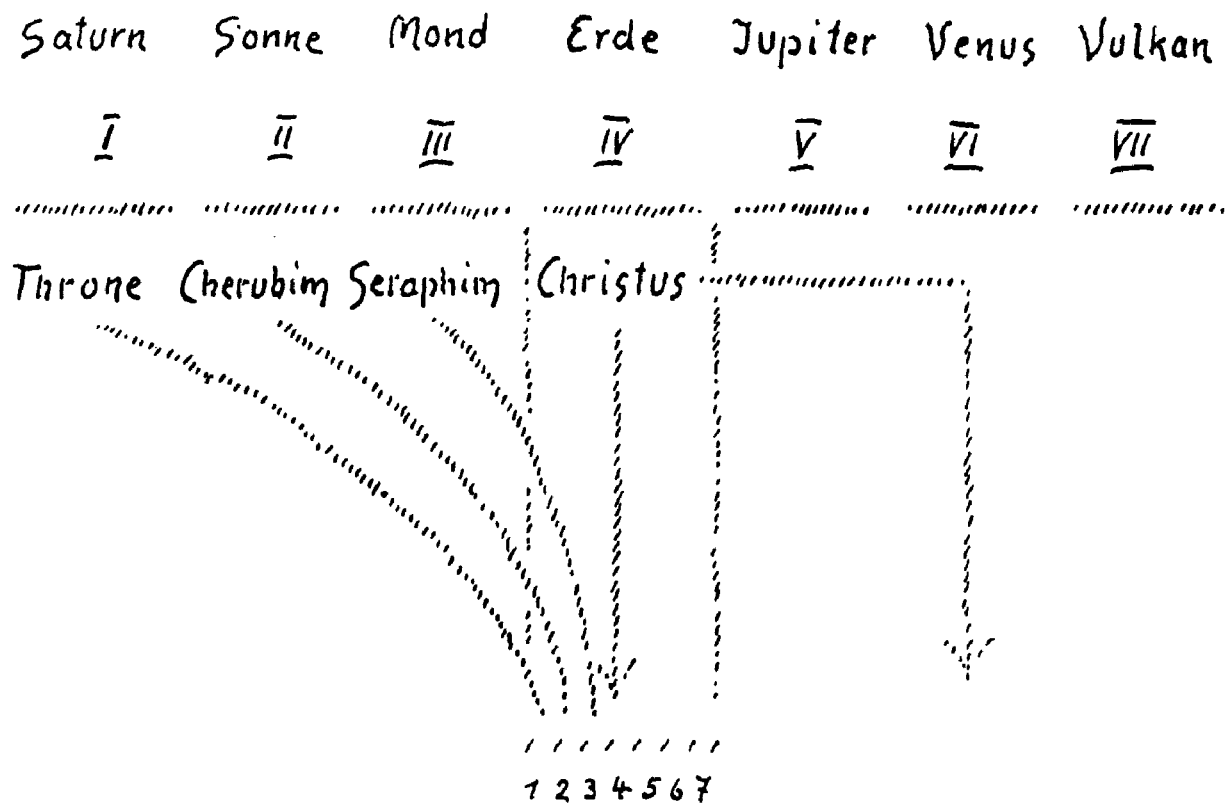 Saturn Sonne Mond Erde Jupiter Venus Vulkan
I II III IV V VI VII
Throne Cherubim Seraphim Christus
1 2 3 4 5 6 7